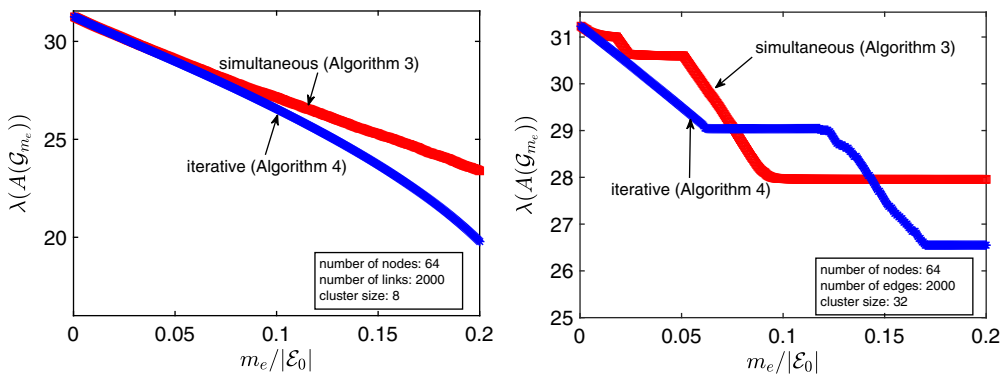 30
25
20
0
0.05
0.1
0.15
0.2
λ(A(𝒢_{m_e}))
m_e/|ℰ_0|
simultaneous (Algorithm 3)
iterative (Algorithm 4)
number of nodes: 64
number of links: 2000
cluster size: 8
31
30
29
28
27
26
25
0
0.05
0.1
0.15
0.2
λ(A(𝒢_{m_e}))
m_e/|ℰ_0|
simultaneous (Algorithm 3)
iterative (Algorithm 4)
number of nodes: 64
number of edges: 2000
cluster size: 32